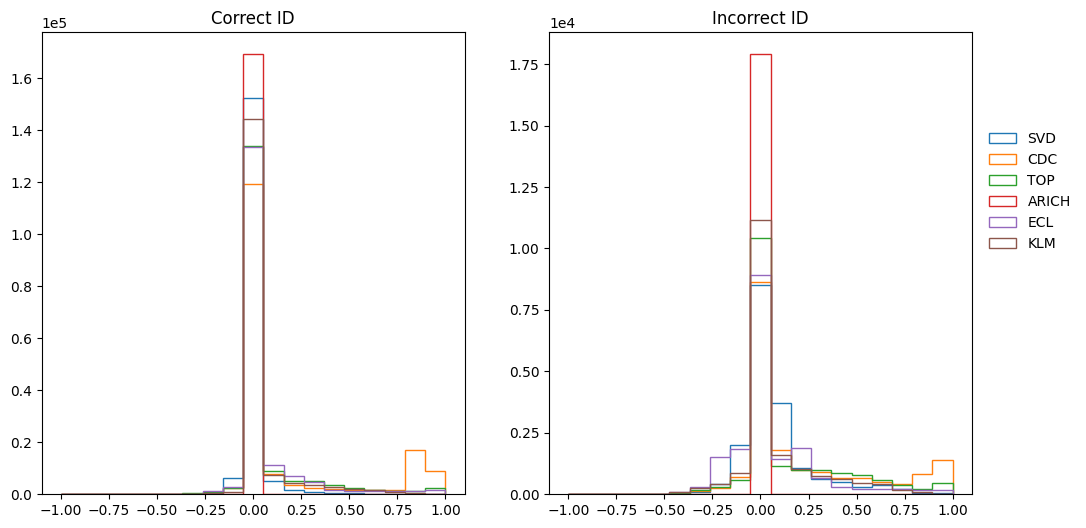 Correct ID
1e5
1.6
1.4
1.2
1.0
0.8
0.6
0.4
0.2
0.0
−1.00 −0.75 −0.50 −0.25 0.00 0.25 0.50 0.75 1.00
Incorrect ID
1e4
1.75
1.50
1.25
1.00
0.75
0.50
0.25
0.00
−1.00 −0.75 −0.50 −0.25 0.00 0.25 0.50 0.75 1.00
SVD
CDC
TOP
ARICH
ECL
KLM